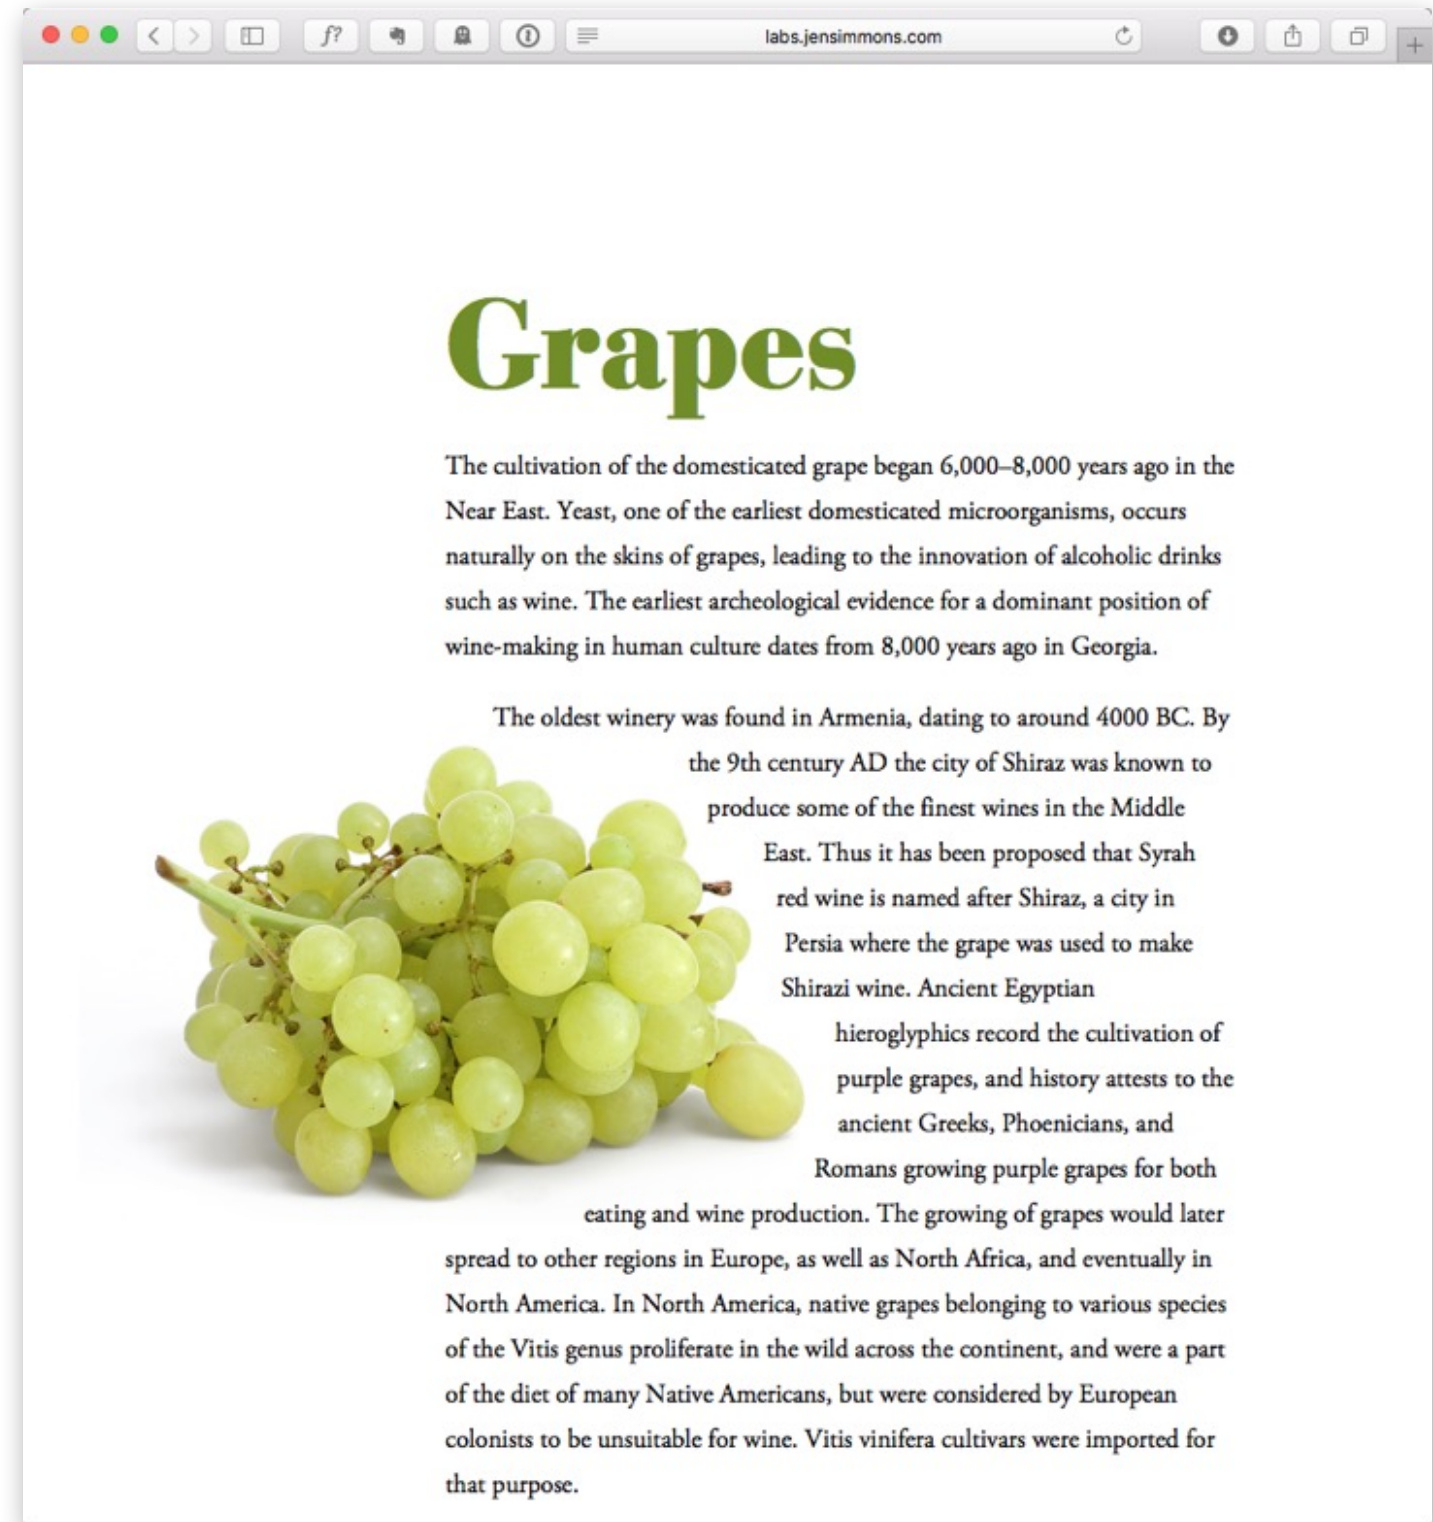 labs.jensimmons.com
Grapes
The cultivation of the domesticated grape began 6,000–8,000 years ago in the
Near East. Yeast, one of the earliest domesticated microorganisms, occurs
naturally on the skins of grapes, leading to the innovation of alcoholic drinks
such as wine. The earliest archeological evidence for a dominant position of
wine-making in human culture dates from 8,000 years ago in Georgia.
The oldest winery was found in Armenia, dating to around 4000 BC. By
the 9th century AD the city of Shiraz was known to
produce some of the finest wines in the Middle
East. Thus it has been proposed that Syrah
red wine is named after Shiraz, a city in
Persia where the grape was used to make
Shirazi wine. Ancient Egyptian
hieroglyphics record the cultivation of
purple grapes, and history attests to the
ancient Greeks, Phoenicians, and
Romans growing purple grapes for both
eating and wine production. The growing of grapes would later
spread to other regions in Europe, as well as North Africa, and eventually in
North America. In North America, native grapes belonging to various species
of the Vitis genus proliferate in the wild across the continent, and were a part
of the diet of many Native Americans, but were considered by European
colonists to be unsuitable for wine. Vitis vinifera cultivars were imported for
that purpose.